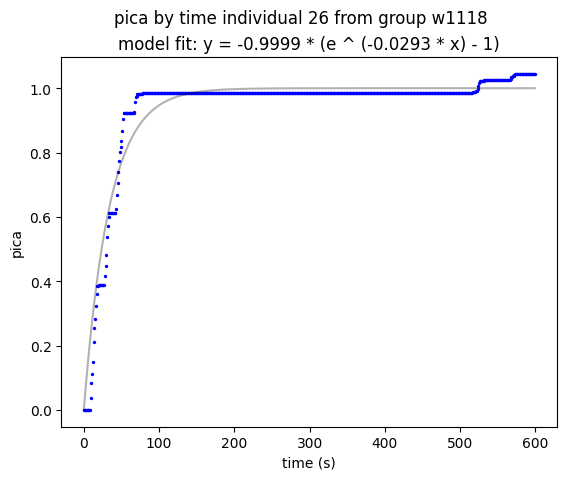 pica by time individual 26 from group w1118
model fit: y = -0.9999 * (e ^ (-0.0293 * x) - 1)
1.0
0.8
0.6
0.4
0.2
0.0
pica
0 100 200 300 400 500 600
time (s)